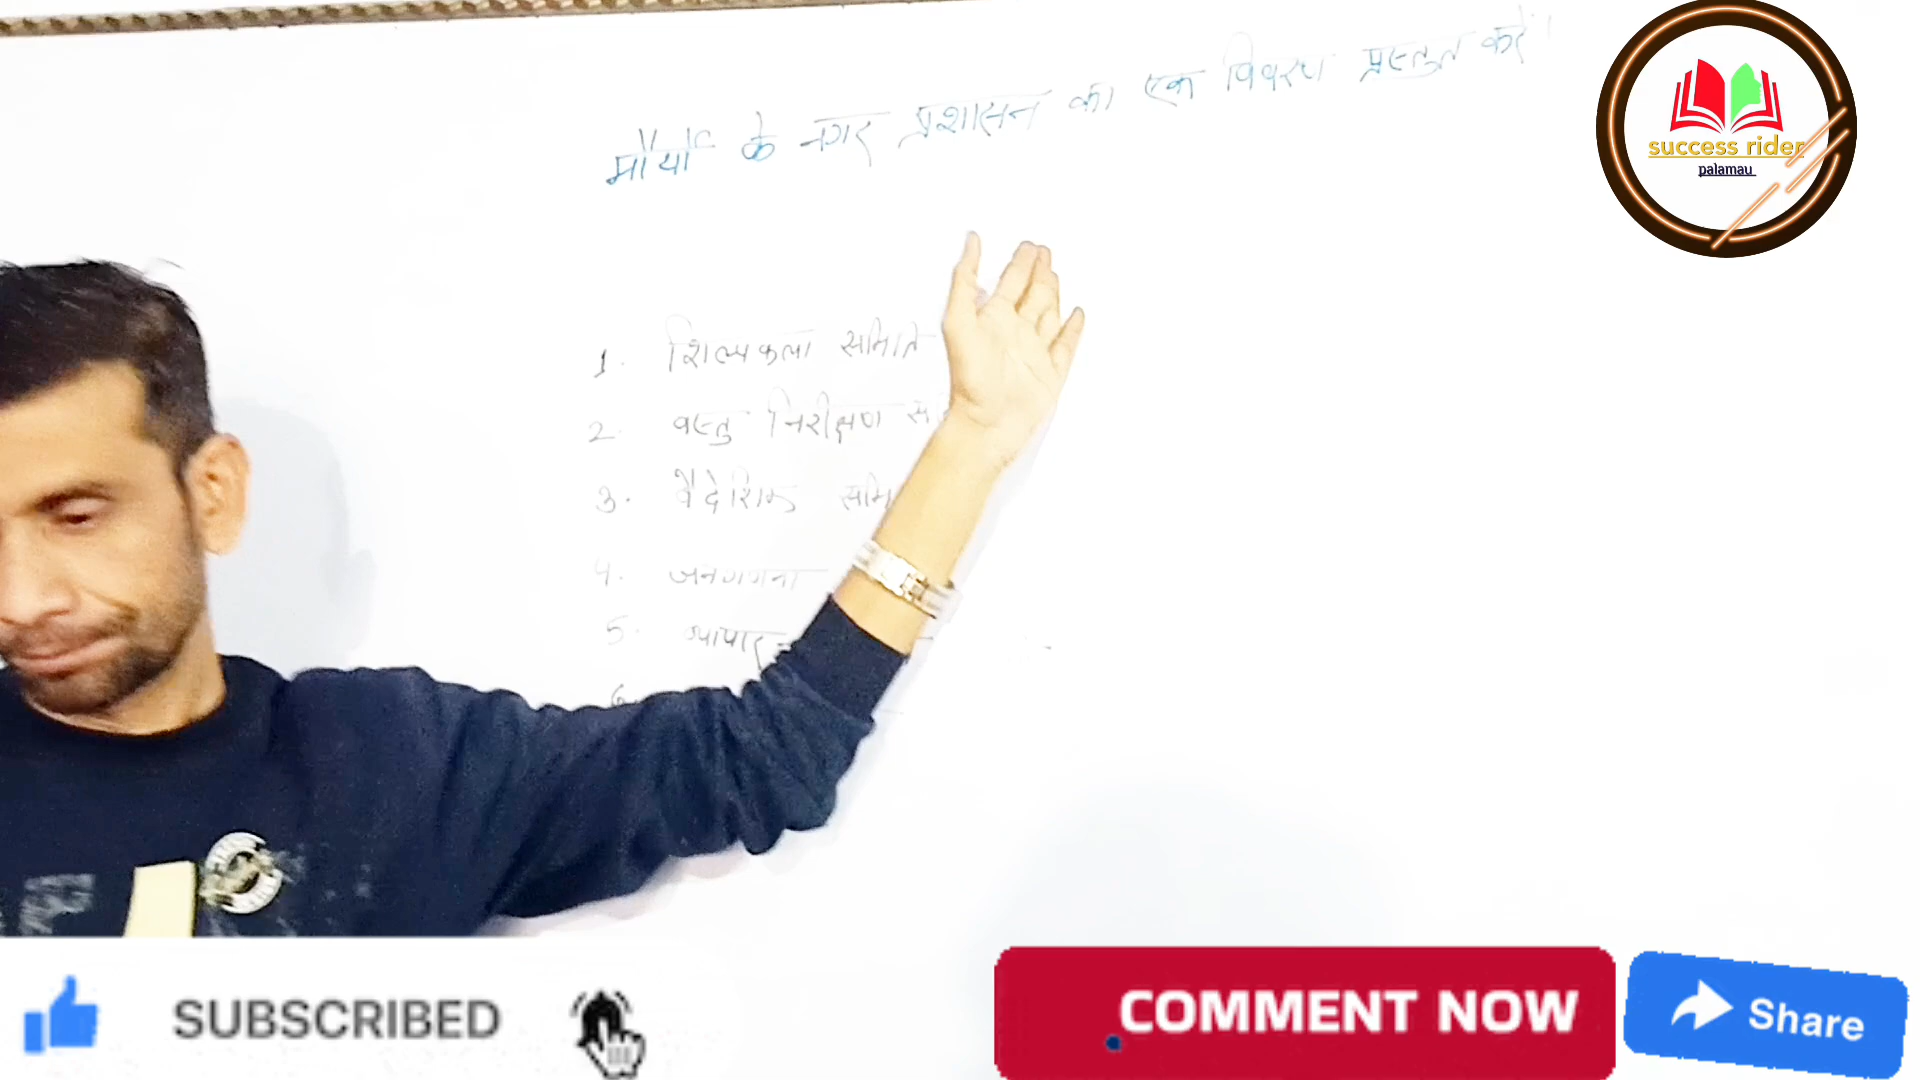 मौर्यो के नगर प्रशासन का एक विवरण प्रस्तुत करें।
success rider
palamau
1. शिल्पकला समिति
2. वस्तु निरीक्षण स
3. वैदेशिक समि
4. जनगणना
5. व्यापार
6.
SUBSCRIBED
COMMENT NOW
Share